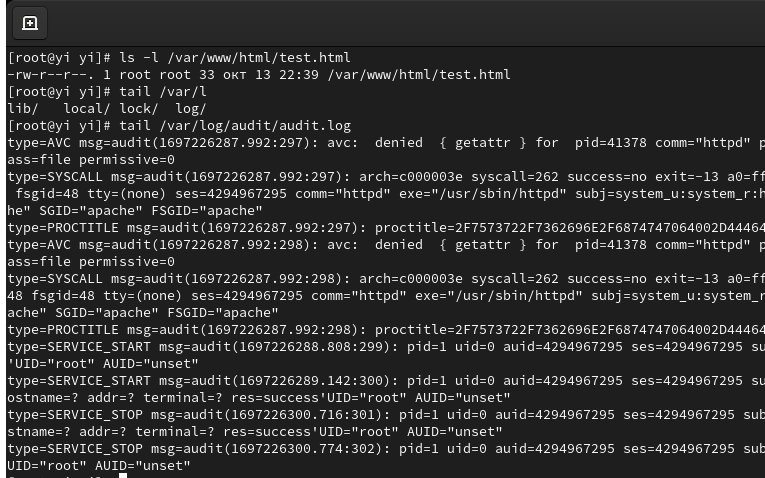 [root@yi yi]# ls -l /var/www/html/test.html
-rw-r--r--. 1 root root 33 окт 13 22:39 /var/www/html/test.html
[root@yi yi]# tail /var/l
lib/   local/ lock/  log/
[root@yi yi]# tail /var/log/audit/audit.log
type=AVC msg=audit(1697226287.992:297): avc:  denied  { getattr } for  pid=41378 comm="httpd" p
ass=file permissive=0
type=SYSCALL msg=audit(1697226287.992:297): arch=c000003e syscall=262 success=no exit=-13 a0=ff
 fsgid=48 tty=(none) ses=4294967295 comm="httpd" exe="/usr/sbin/httpd" subj=system_u:system_r:h
he" SGID="apache" FSGID="apache"
type=PROCTITLE msg=audit(1697226287.992:297): proctitle=2F7573722F7362696E2F6874747064002D44464
type=AVC msg=audit(1697226287.992:298): avc:  denied  { getattr } for  pid=41378 comm="httpd" p
ass=file permissive=0
type=SYSCALL msg=audit(1697226287.992:298): arch=c000003e syscall=262 success=no exit=-13 a0=ff
48 fsgid=48 tty=(none) ses=4294967295 comm="httpd" exe="/usr/sbin/httpd" subj=system_u:system_r
ache" SGID="apache" FSGID="apache"
type=PROCTITLE msg=audit(1697226287.992:298): proctitle=2F7573722F7362696E2F6874747064002D44464
type=SERVICE_START msg=audit(1697226288.808:299): pid=1 uid=0 auid=4294967295 ses=4294967295 su
'UID="root" AUID="unset"
type=SERVICE_START msg=audit(1697226289.142:300): pid=1 uid=0 auid=4294967295 ses=4294967295 su
ostname=? addr=? terminal=? res=success'UID="root" AUID="unset"
type=SERVICE_STOP msg=audit(1697226300.716:301): pid=1 uid=0 auid=4294967295 ses=4294967295 sub
stname=? addr=? terminal=? res=success'UID="root" AUID="unset"
type=SERVICE_STOP msg=audit(1697226300.774:302): pid=1 uid=0 auid=4294967295 ses=4294967295 sub
UID="root" AUID="unset"